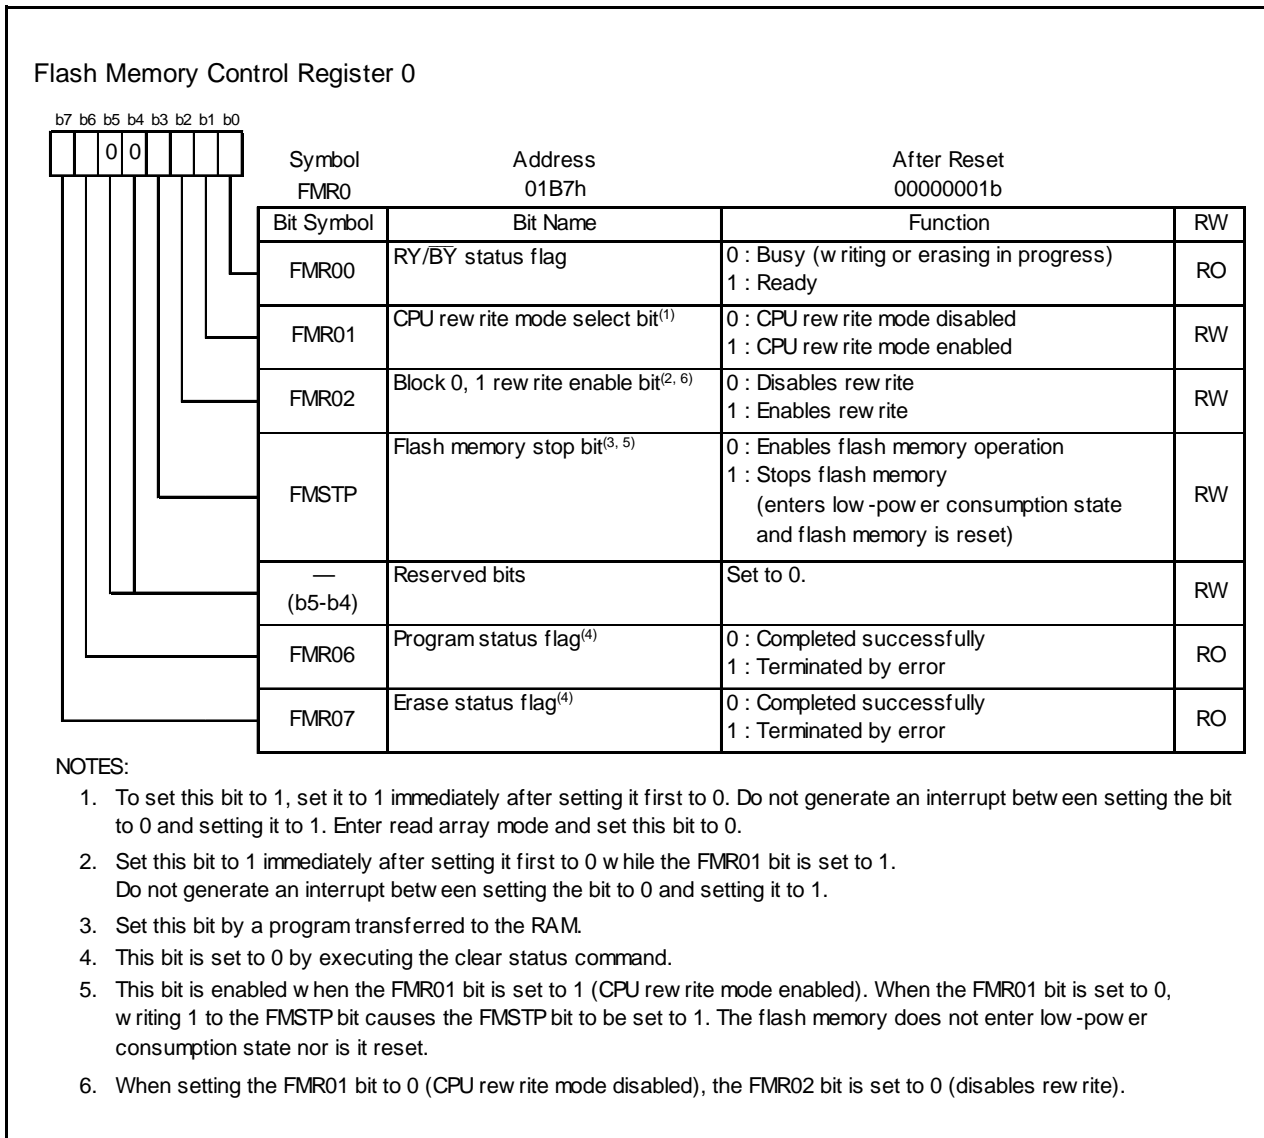 Flash Memory Control Register 0
b7 b6 b5 b4 b3 b2 b1 b0
0 0
Symbol Address After Reset
FMR0 01B7h 00000001b
Bit Symbol Bit Name Function RW
FMR00 RY/BY status flag 0 : Busy (writing or erasing in progress) RO
1 : Ready
FMR01 CPU rewrite mode select bit(1) 0 : CPU rewrite mode disabled RW
1 : CPU rewrite mode enabled
FMR02 Block 0, 1 rewrite enable bit(2, 6) 0 : Disables rewrite RW
1 : Enables rewrite
FMSTP Flash memory stop bit(3, 5) 0 : Enables flash memory operation RW
1 : Stops flash memory
(enters low-power consumption state
and flash memory is reset)
— Reserved bits Set to 0. RW
(b5-b4)
FMR06 Program status flag(4) 0 : Completed successfully RO
1 : Terminated by error
FMR07 Erase status flag(4) 0 : Completed successfully RO
1 : Terminated by error
NOTES:
1. To set this bit to 1, set it to 1 immediately after setting it first to 0. Do not generate an interrupt between setting the bit
to 0 and setting it to 1. Enter read array mode and set this bit to 0.
2. Set this bit to 1 immediately after setting it first to 0 while the FMR01 bit is set to 1.
Do not generate an interrupt between setting the bit to 0 and setting it to 1.
3. Set this bit by a program transferred to the RAM.
4. This bit is set to 0 by executing the clear status command.
5. This bit is enabled when the FMR01 bit is set to 1 (CPU rewrite mode enabled). When the FMR01 bit is set to 0,
writing 1 to the FMSTP bit causes the FMSTP bit to be set to 1. The flash memory does not enter low-power
consumption state nor is it reset.
6. When setting the FMR01 bit to 0 (CPU rewrite mode disabled), the FMR02 bit is set to 0 (disables rewrite).